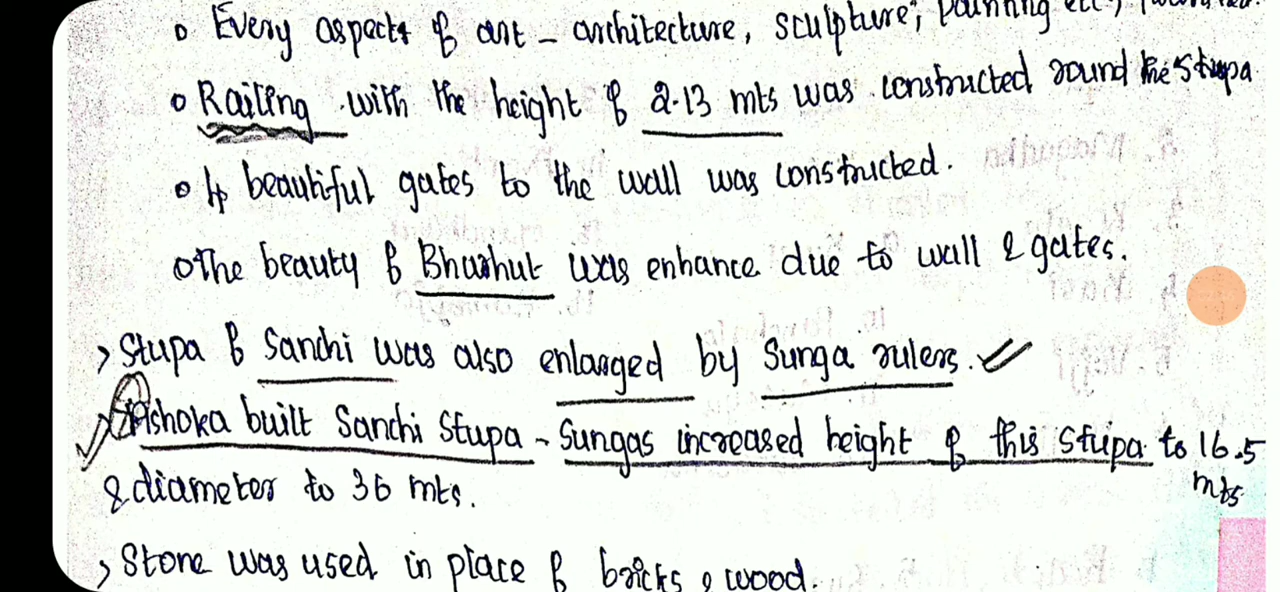 o Every aspects of art - architecture, sculpture, painning etc,
o Railing with the height of 2.13 mts was constructed round the Stupa
o 4 beautiful gates to the wall was constructed.
o The beauty of Bharhut was enhance due to wall & gates.
> Stupa of Sanchi was also enlarged by Sunga rulers.
Ashoka built Sanchi Stupa - Sungas increased height of this Stupa to 16.5 mts
& diameter to 36 mts.
> Stone was used in place of bricks & wood.